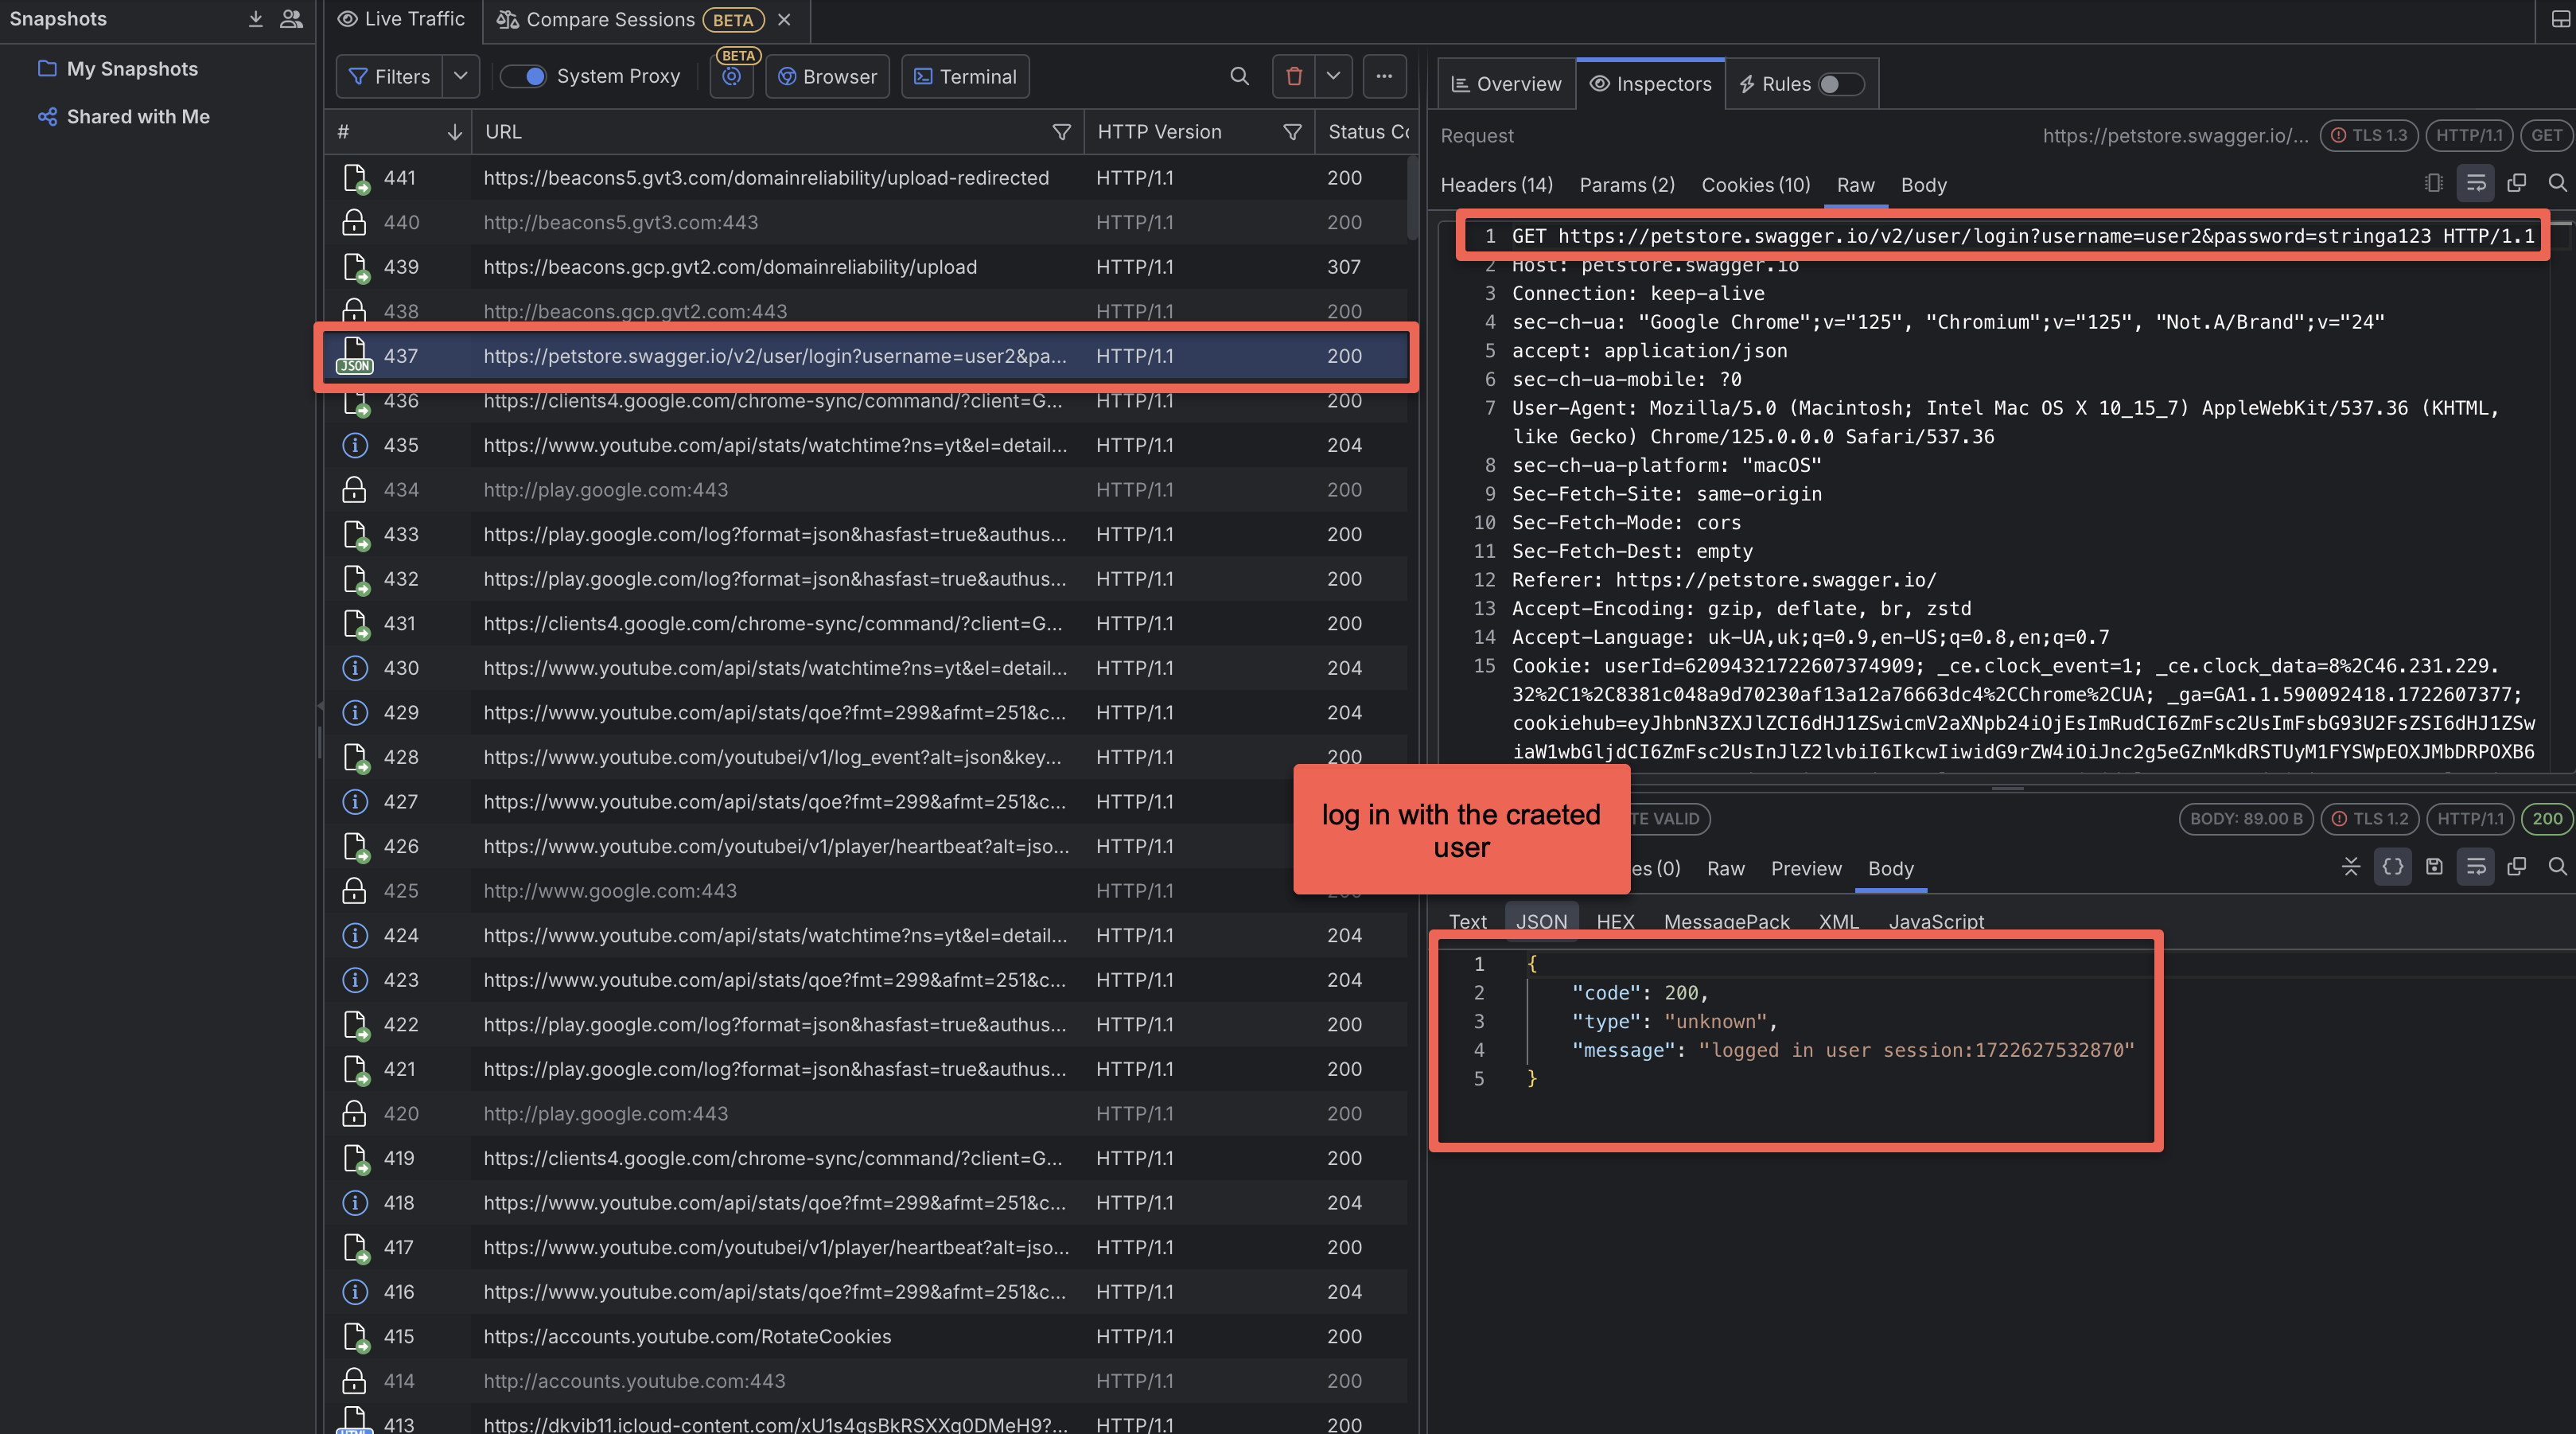 Snapshots
My Snapshots
Shared with Me
Live Traffic
Compare Sessions BETA
Filters
System Proxy
BETA
Browser
Terminal
# URL HTTP Version Status Co
441 https://beacons5.gvt3.com/domainreliability/upload-redirected HTTP/1.1 200
440 http://beacons5.gvt3.com:443 HTTP/1.1 200
439 https://beacons.gcp.gvt2.com/domainreliability/upload HTTP/1.1 307
438 http://beacons.gcp.gvt2.com:443 HTTP/1.1 200
JSON 437 https://petstore.swagger.io/v2/user/login?username=user2&pa... HTTP/1.1 200
436 https://clients4.google.com/chrome-sync/command/?client=G... HTTP/1.1 200
435 https://www.youtube.com/api/stats/watchtime?ns=yt&el=detail... HTTP/1.1 204
434 http://play.google.com:443 HTTP/1.1 200
433 https://play.google.com/log?format=json&hasfast=true&authus... HTTP/1.1 200
432 https://play.google.com/log?format=json&hasfast=true&authus... HTTP/1.1 200
431 https://clients4.google.com/chrome-sync/command/?client=G... HTTP/1.1 200
430 https://www.youtube.com/api/stats/watchtime?ns=yt&el=detail... HTTP/1.1 204
429 https://www.youtube.com/api/stats/qoe?fmt=299&afmt=251&c... HTTP/1.1 204
428 https://www.youtube.com/youtubei/v1/log_event?alt=json&key... HTTP/1.1 200
427 https://www.youtube.com/api/stats/qoe?fmt=299&afmt=251&c... HTTP/1.1
426 https://www.youtube.com/youtubei/v1/player/heartbeat?alt=jso... HTTP/1.1
425 http://www.google.com:443 HTTP/1.1
424 https://www.youtube.com/api/stats/watchtime?ns=yt&el=detail... HTTP/1.1 204
423 https://www.youtube.com/api/stats/qoe?fmt=299&afmt=251&c... HTTP/1.1 204
422 https://play.google.com/log?format=json&hasfast=true&authus... HTTP/1.1 200
421 https://play.google.com/log?format=json&hasfast=true&authus... HTTP/1.1 200
420 http://play.google.com:443 HTTP/1.1 200
419 https://clients4.google.com/chrome-sync/command/?client=G... HTTP/1.1 200
418 https://www.youtube.com/api/stats/qoe?fmt=299&afmt=251&c... HTTP/1.1 204
417 https://www.youtube.com/youtubei/v1/player/heartbeat?alt=jso... HTTP/1.1 200
416 https://www.youtube.com/api/stats/qoe?fmt=299&afmt=251&c... HTTP/1.1 204
415 https://accounts.youtube.com/RotateCookies HTTP/1.1 200
414 http://accounts.youtube.com:443 HTTP/1.1 200
413 https://dkvib11.icloud-content.com/xU1s4gsBkRSXXg0DMeH9?... HTTP/1.1 200
log in with the craeted
user
Overview
Inspectors
Rules
Request https://petstore.swagger.io/... TLS 1.3 HTTP/1.1 GET
Headers (14) Params (2) Cookies (10) Raw Body
1 GET https://petstore.swagger.io/v2/user/login?username=user2&password=stringa123 HTTP/1.1
2 Host: petstore.swagger.io
3 Connection: keep-alive
4 sec-ch-ua: "Google Chrome";v="125", "Chromium";v="125", "Not.A/Brand";v="24"
5 accept: application/json
6 sec-ch-ua-mobile: ?0
7 User-Agent: Mozilla/5.0 (Macintosh; Intel Mac OS X 10_15_7) AppleWebKit/537.36 (KHTML,
like Gecko) Chrome/125.0.0.0 Safari/537.36
8 sec-ch-ua-platform: "macOS"
9 Sec-Fetch-Site: same-origin
10 Sec-Fetch-Mode: cors
11 Sec-Fetch-Dest: empty
12 Referer: https://petstore.swagger.io/
13 Accept-Encoding: gzip, deflate, br, zstd
14 Accept-Language: uk-UA,uk;q=0.9,en-US;q=0.8,en;q=0.7
15 Cookie: userId=62094321722607374909; _ce.clock_event=1; _ce.clock_data=8%2C46.231.229.
32%2C1%2C8381c048a9d70230af13a12a76663dc4%2CChrome%2CUA; _ga=GA1.1.590092418.1722607377;
cookiehub=eyJhbnN3ZXJlZCI6dHJ1ZSwicmV2aXNpb24iOjEsImRudCI6ZmFsc2UsImFsbG93U2FsZSI6dHJ1ZSw
iaW1wbGljdCI6ZmFsc2UsInJlZ2lvbiI6IkcwIiwidG9rZW4iOiJnc2g5eGZnMkdRSTUyM1FYSWpEOXJMbDRPOXB6
TE VALID BODY: 89.00 B TLS 1.2 HTTP/1.1 200
es (0) Raw Preview Body
Text JSON HEX MessagePack XML JavaScript
1 {
2 "code": 200,
3 "type": "unknown",
4 "message": "logged in user session:1722627532870"
5 }